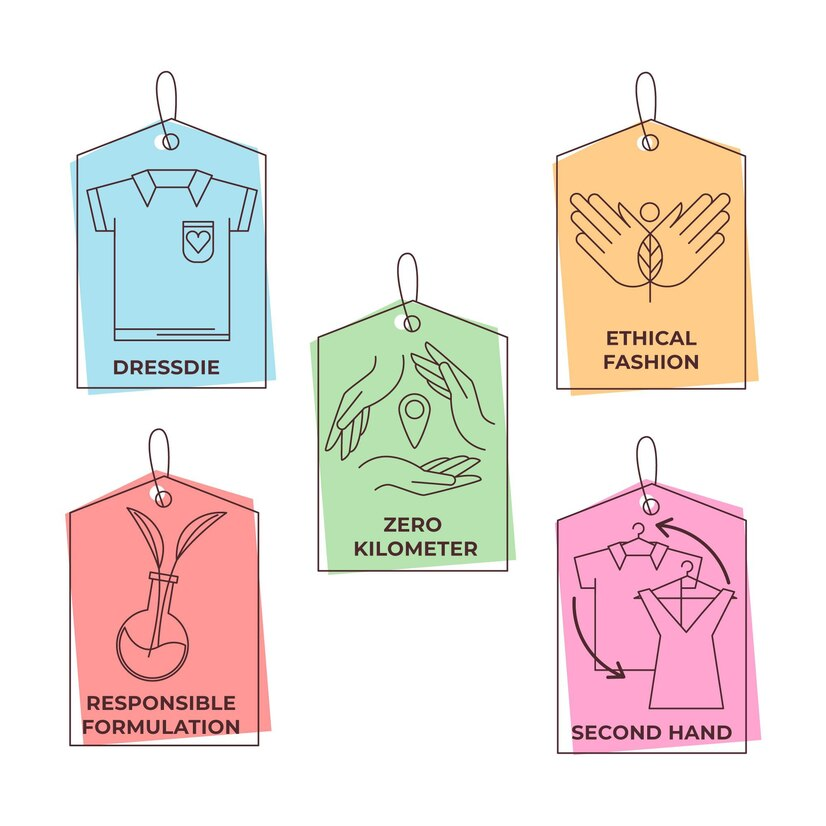 DRESSDIE
ETHICAL
FASHION
ZERO
KILOMETER
RESPONSIBLE
FORMULATION
SECOND HAND